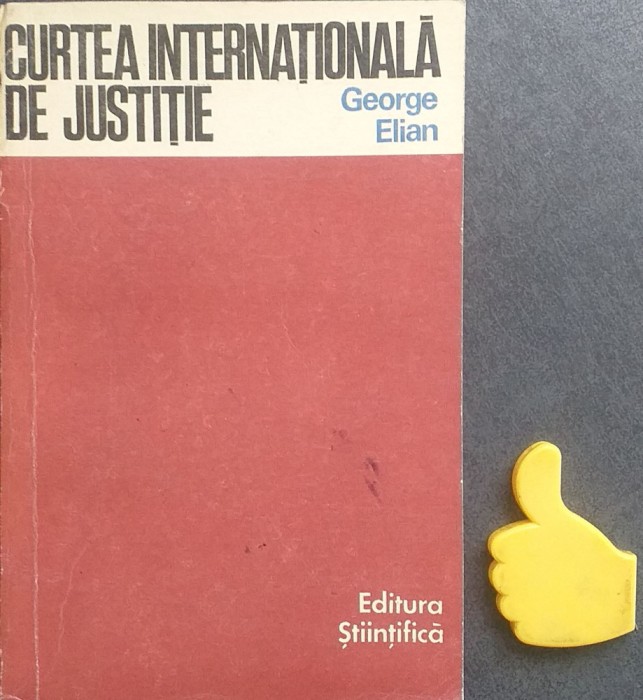 CURTEA INTERNAȚIONALĂ
DE JUSTIȚIE
George
Elian
Editura
Științifică